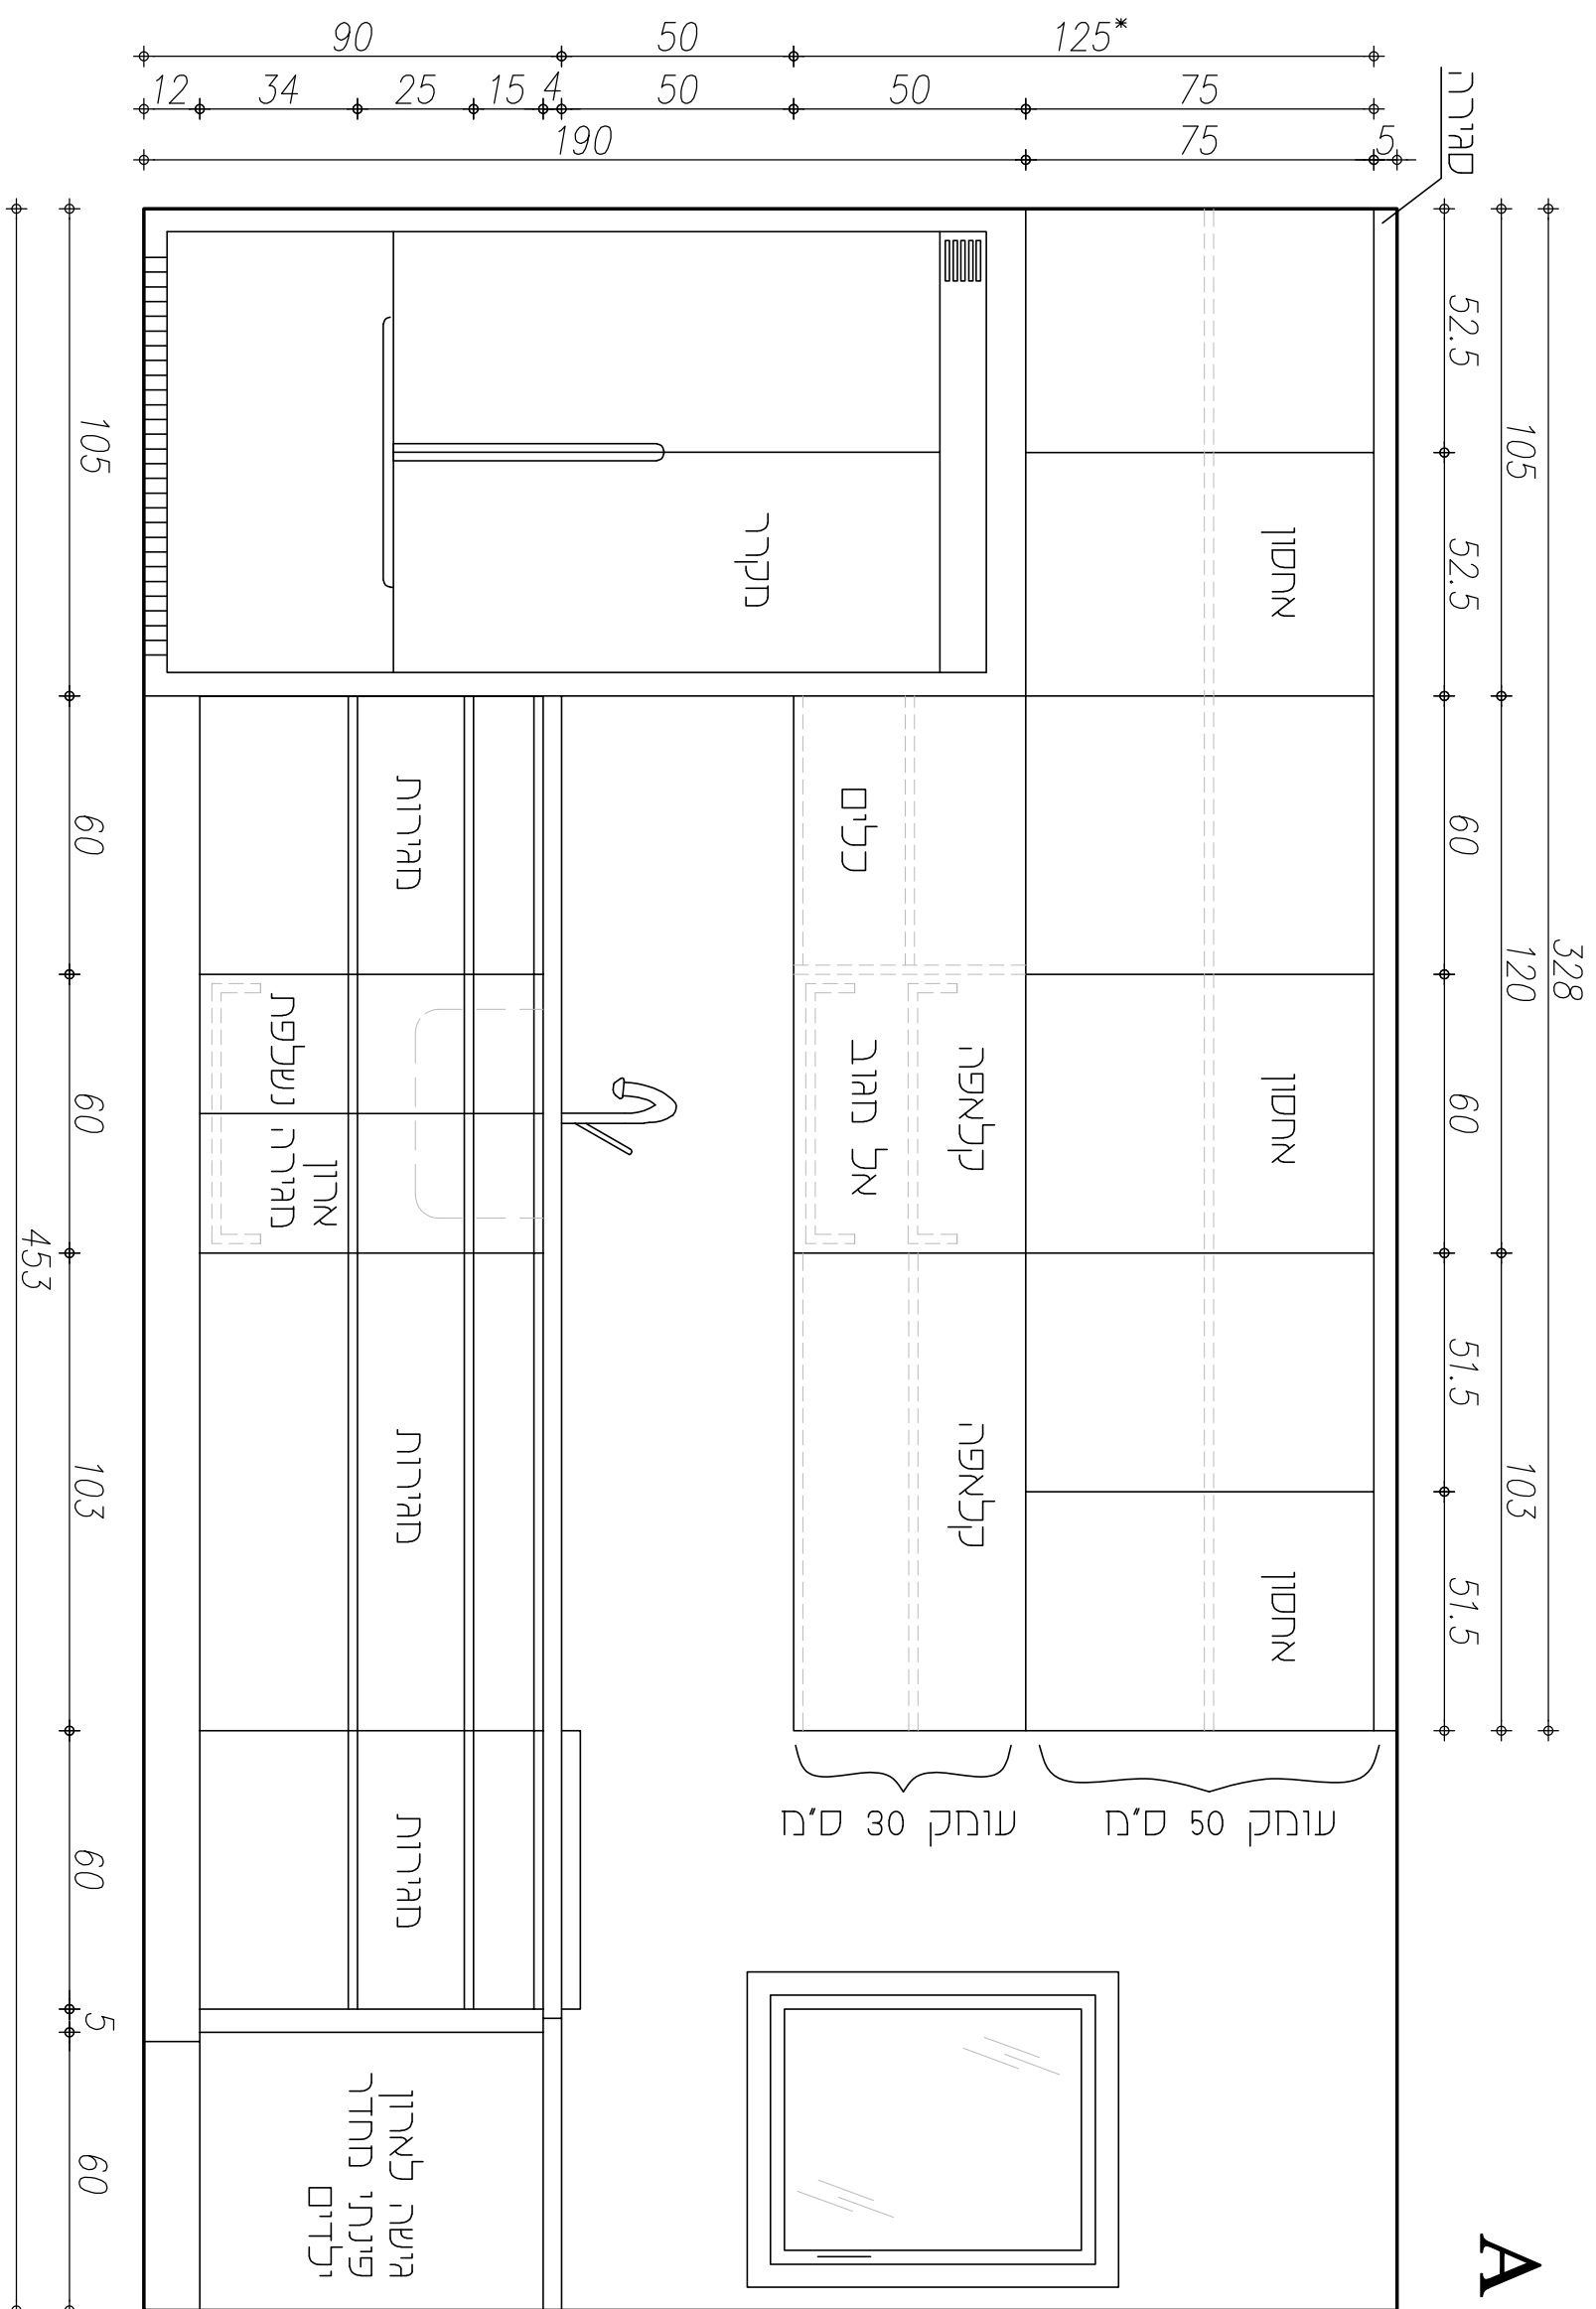 A
328
105 120 103
52.5 52.5 60 60 51.5 51.5
סגירה
125*
50
90
75
50
50
4
15
25
34
12
5
75
190
אחסון
אחסון
אחסון
עומק 50 ס"מ
עומק 30 ס"מ
קלאפה
קלאפה
אל מגוב
כלים
מקרר
מגירות
מגירות
מגירות
ארון
מגירה נשלפת
גישה לארון
פינתי מחדר
ילדים
105 60 60 103 60 5 60
453